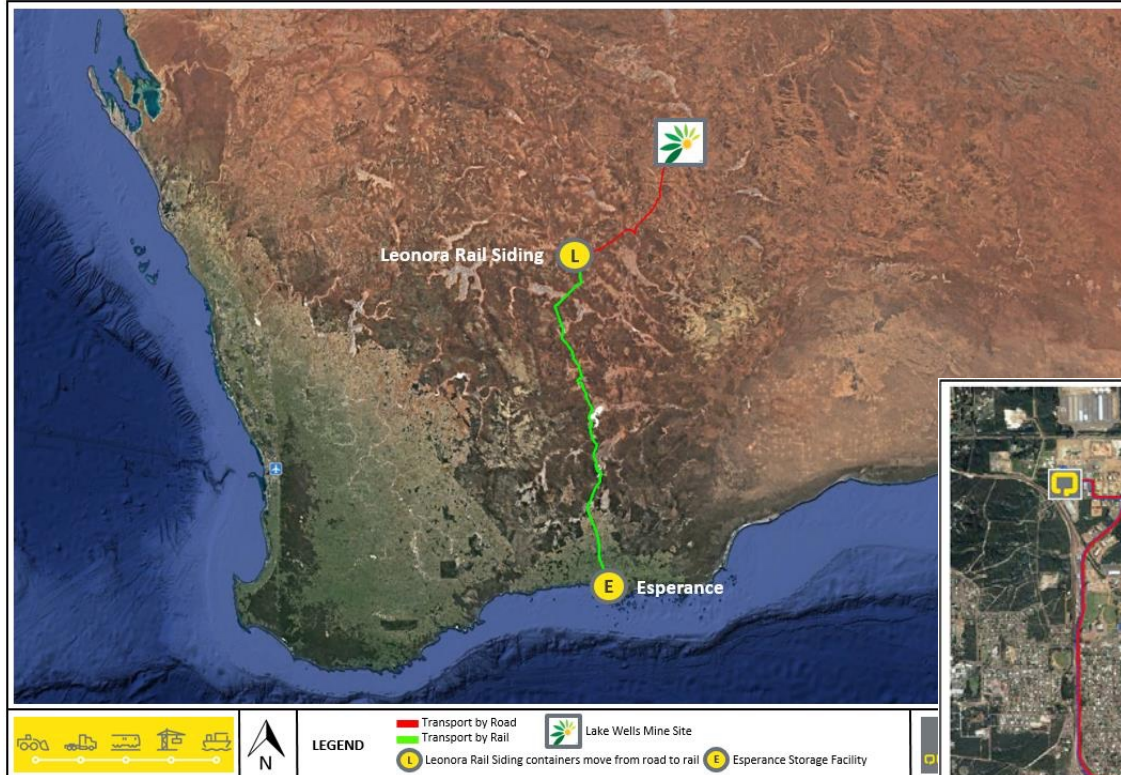 Leonora Rail Siding
L
E
Esperance
N
LEGEND
Transport by Road
Transport by Rail
Lake Wells Mine Site
L Leonora Rail Siding containers move from road to rail
E Esperance Storage Facility